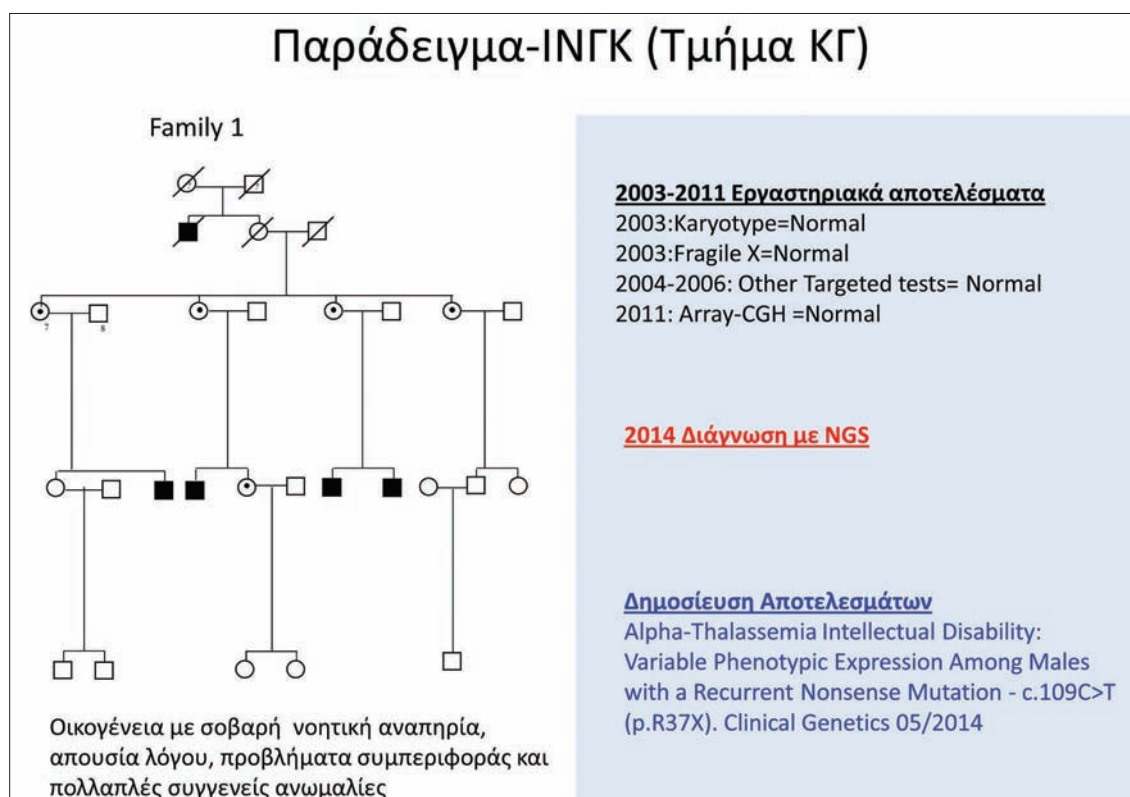 Παράδειγμα-ΙΝΓΚ (Τμήμα ΚΓ)
Family 1
7
8
Οικογένεια με σοβαρή νοητική αναπηρία,
απουσία λόγου, προβλήματα συμπεριφοράς και
πολλαπλές συγγενείς ανωμαλίες
2003-2011 Εργαστηριακά αποτελέσματα
2003:Karyotype=Normal
2003:Fragile X=Normal
2004-2006: Other Targeted tests= Normal
2011: Array-CGH =Normal
2014 Διάγνωση με NGS
Δημοσίευση Αποτελεσμάτων
Alpha-Thalassemia Intellectual Disability:
Variable Phenotypic Expression Among Males
with a Recurrent Nonsense Mutation - c.109C>T
(p.R37X). Clinical Genetics 05/2014